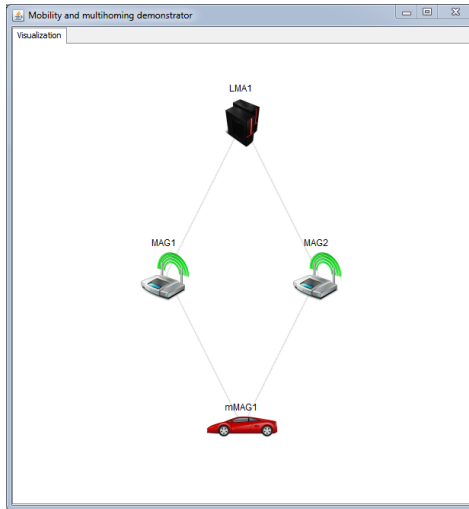 Mobility and multihoming demonstrator
Visualization
LMA1
MAG1
MAG2
mMAG1